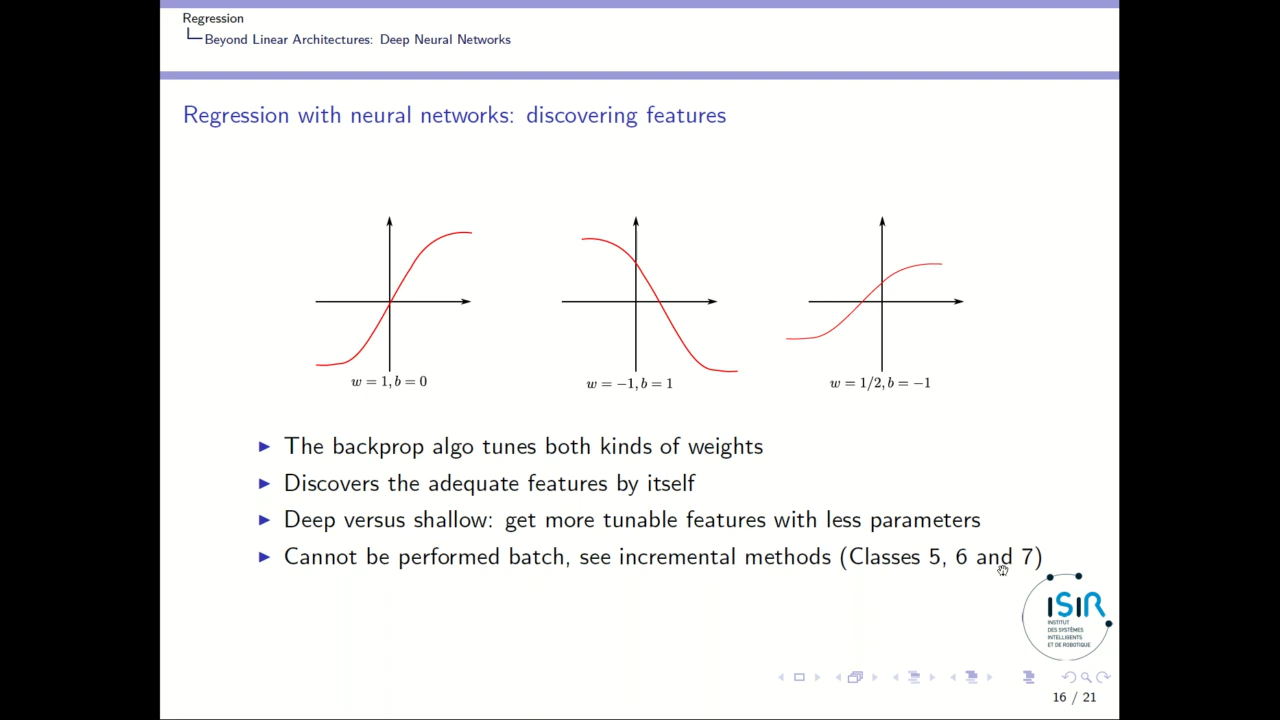 Regression
Beyond Linear Architectures: Deep Neural Networks
Regression with neural networks: discovering features
w = 1, b = 0
w = −1, b = 1
w = 1/2, b = −1
The backprop algo tunes both kinds of weights
Discovers the adequate features by itself
Deep versus shallow: get more tunable features with less parameters
Cannot be performed batch, see incremental methods (Classes 5, 6 and 7)
ISIR
INSTITUT
DES SYSTÈMES
INTELLIGENTS
ET DE ROBOTIQUE
16 / 21